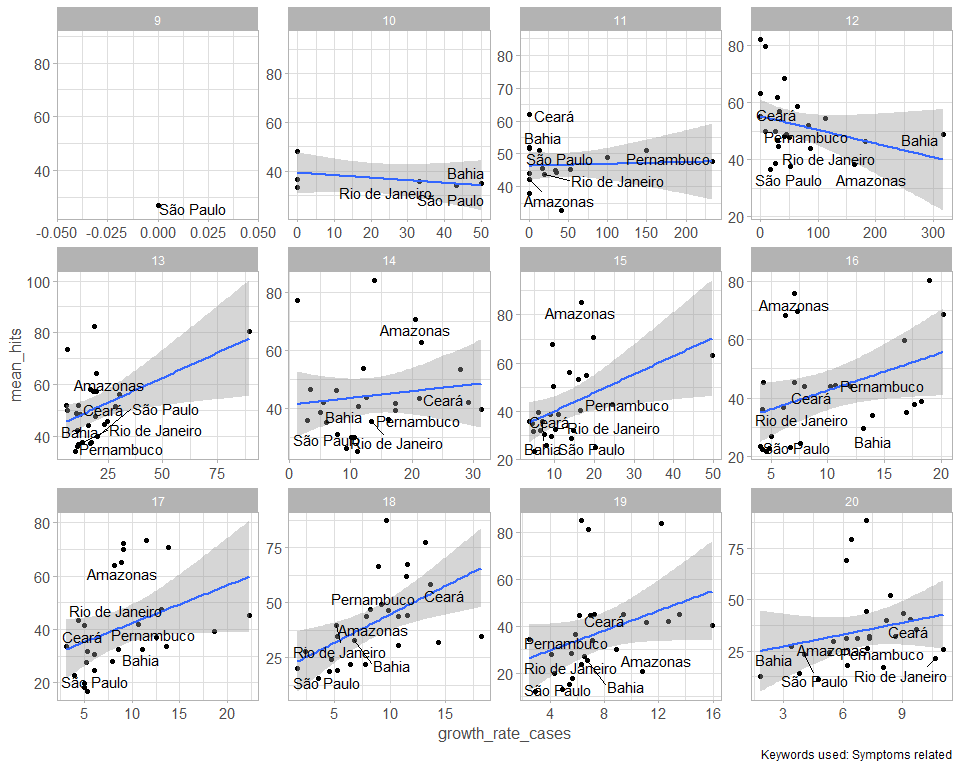 9 10 11 12
80 60 40
-0.050 -0.025 0.000 0.025 0.050
São Paulo
80 60 40
0 10 20 30 40 50
Bahia
Rio de Janeiro
São Paulo
80 70 60 50 40
0 50 100 150 200
Ceará
Bahia
São Paulo
Pernambuco
Rio de Janeiro
Amazonas
80 60 40 20
0 100 200 300
Ceará
Pernambuco
Bahia
Rio de Janeiro
São Paulo
Amazonas
13 14 15 16
mean_hits
100 80 60 40
25 50 75
Amazonas
Ceará
São Paulo
Bahia
Rio de Janeiro
Pernambuco
80 60 40
0 10 20 30
Amazonas
Ceará
Bahia
Pernambuco
São Paulo
Rio de Janeiro
80 60 40 20
10 20 30 40 50
Amazonas
Pernambuco
Ceará
Rio de Janeiro
Bahia
São Paulo
80 60 40 20
5 10 15 20
Amazonas
Pernambuco
Ceará
Bahia
São Paulo
17 18 19 20
80 60 40 20
5 10 15 20
Amazonas
Rio de Janeiro
Ceará
Pernambuco
Bahia
São Paulo
75 50 25
5 10 15
Pernambuco
Ceará
Amazonas
Rio de Janeiro
Bahia
São Paulo
80 60 40 20
4 8 12 16
Ceará
Pernambuco
Rio de Janeiro
São Paulo
Bahia
75 50 25
3 6 9
Ceará
Bahia
Amazonas
Rio de Janeiro
São Paulo
growth_rate_cases
Keywords used: Symptoms related